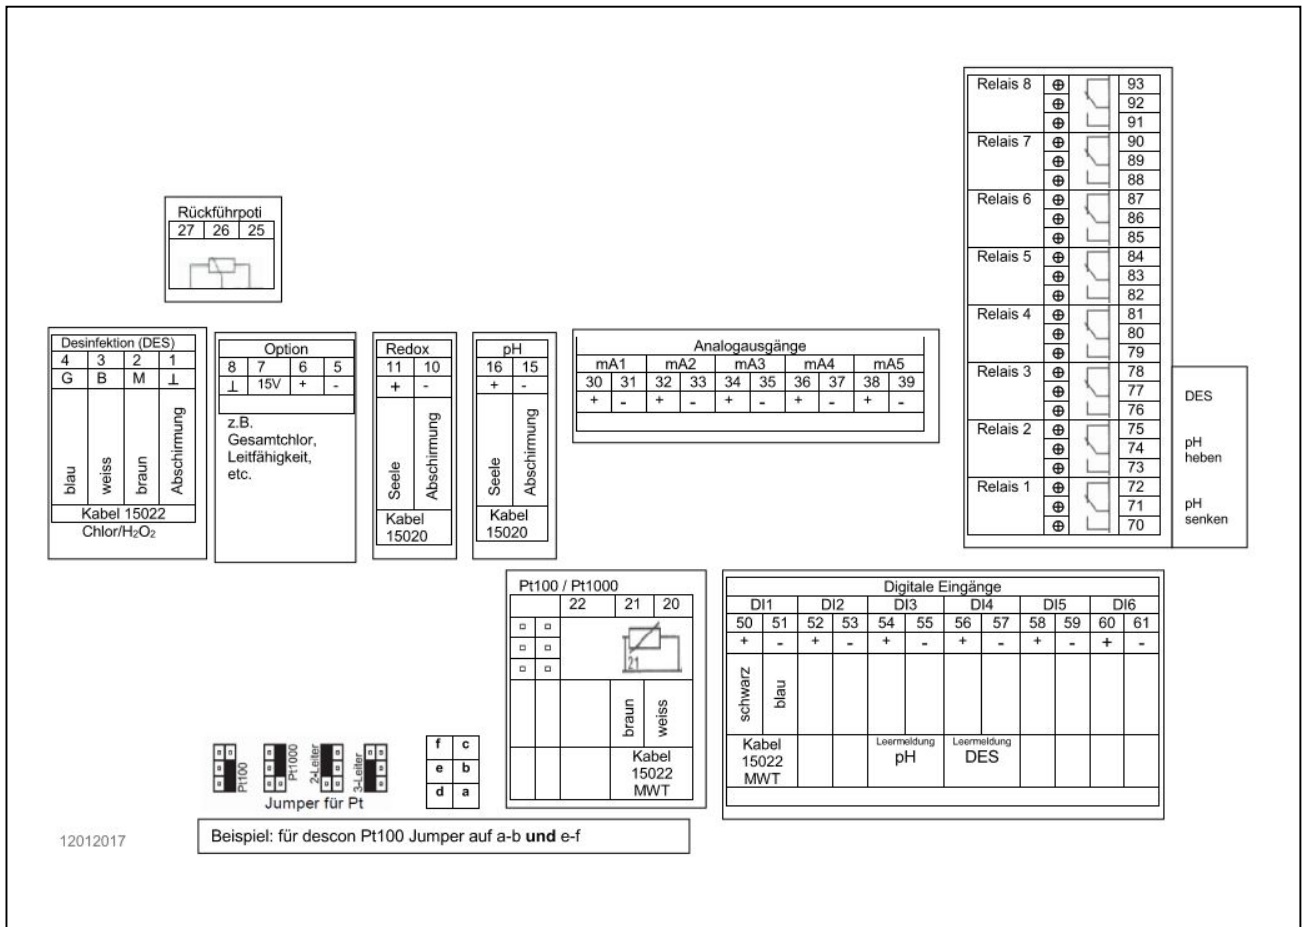 Relais 8 ⊕ 93
⊕ 92
⊕ 91
Relais 7 ⊕ 90
⊕ 89
⊕ 88
Relais 6 ⊕ 87
⊕ 86
⊕ 85
Relais 5 ⊕ 84
⊕ 83
⊕ 82
Relais 4 ⊕ 81
⊕ 80
⊕ 79
Relais 3 ⊕ 78
⊕ 77
⊕ 76
Relais 2 ⊕ 75
⊕ 74
⊕ 73
Relais 1 ⊕ 72
⊕ 71
⊕ 70
DES
pH
heben
pH
senken
Rückführpoti
27 26 25
Desinfektion (DES)
4 3 2 1
G B M ⊥
blau weiss braun Abschirmung
Kabel 15022
Chlor/H₂O₂
Option
8 7 6 5
⊥ 15V + -
z.B.
Gesamtchlor,
Leitfähigkeit,
etc.
Redox
11 10
+ -
Seele Abschirmung
Kabel
15020
pH
16 15
+ -
Seele Abschirmung
Kabel
15020
Analogausgänge
mA1 mA2 mA3 mA4 mA5
30 31 32 33 34 35 36 37 38 39
+ - + - + - + - + -
Pt100 / Pt1000
22 21 20
21
braun weiss
Kabel
15022
MWT
Digitale Eingänge
DI1 DI2 DI3 DI4 DI5 DI6
50 51 52 53 54 55 56 57 58 59 60 61
+ - + - + - + - + - + -
schwarz blau
Kabel
15022
MWT
Leermeldung
pH
Leermeldung
DES
Pt100 Pt1000 2-Leiter 3-Leiter
Jumper für Pt
f c
e b
d a
Beispiel: für descon Pt100 Jumper auf a-b und e-f
12012017